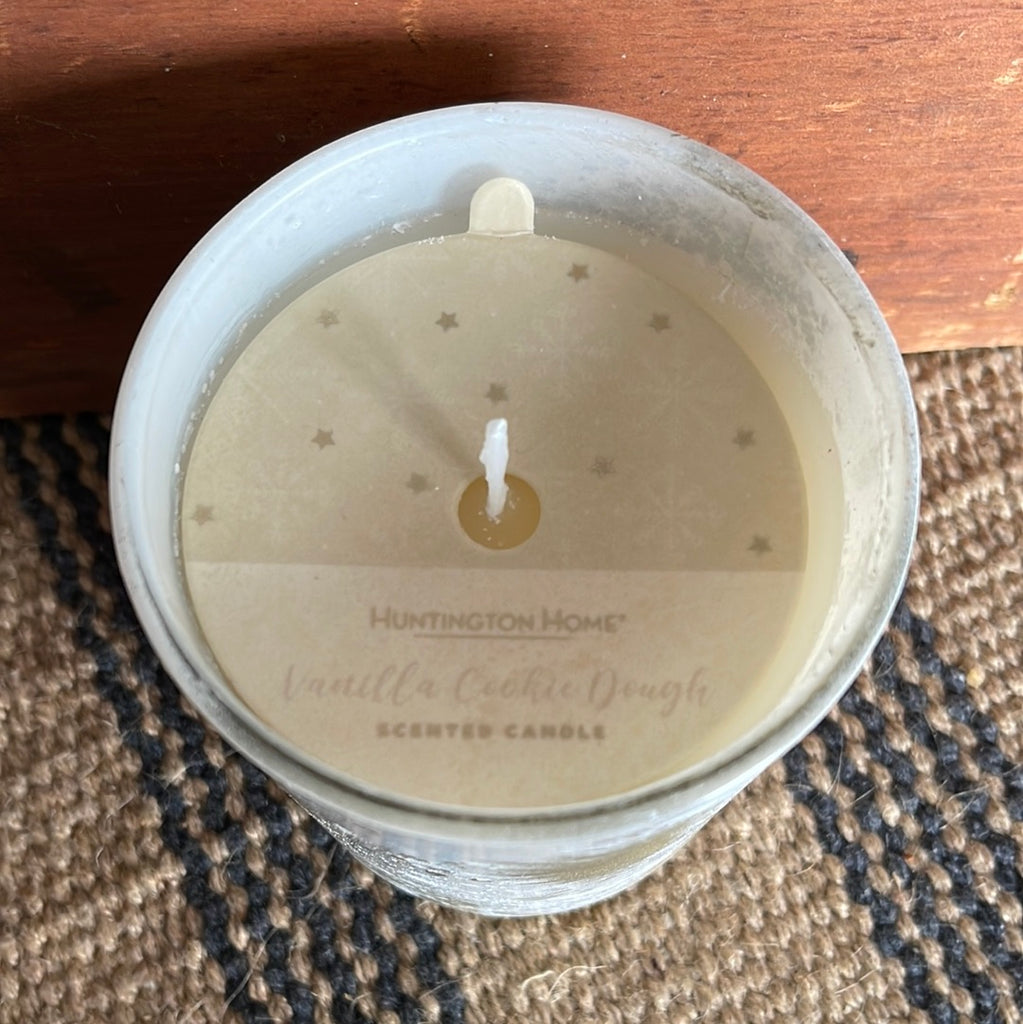 HUNTINGTON HOME®
Vanilla Cookie Dough
SCENTED CANDLE